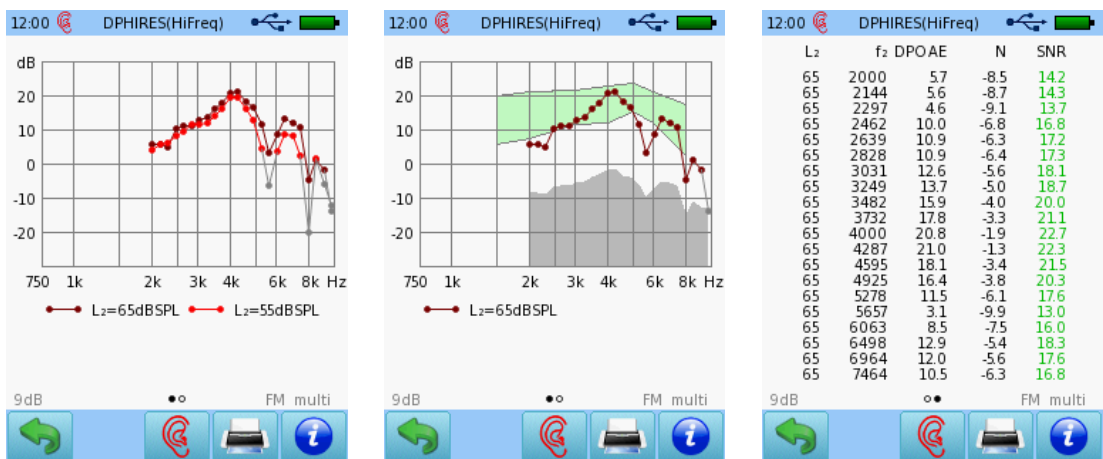 12:00 DPHIRES(HiFreq)
dB
20
10
0
-10
-20
750 1k 2k 3k 4k 6k 8k Hz
L₂=65dBSPL L₂=55dBSPL
9dB FM multi
12:00 DPHIRES(HiFreq)
dB
20
10
0
-10
-20
750 1k 2k 3k 4k 6k 8k Hz
L₂=65dBSPL
9dB FM multi
12:00 DPHIRES(HiFreq)
L₂ f₂ DPOAE N SNR
65 2000 5.7 -8.5 14.2
65 2144 5.6 -8.7 14.3
65 2297 4.6 -9.1 13.7
65 2462 10.0 -6.8 16.8
65 2639 10.9 -6.3 17.2
65 2828 10.9 -6.4 17.3
65 3031 12.6 -5.6 18.1
65 3249 13.7 -5.0 18.7
65 3482 15.9 -4.0 20.0
65 3732 17.8 -3.3 21.1
65 4000 20.8 -1.9 22.7
65 4287 21.0 -1.3 22.3
65 4595 18.1 -3.4 21.5
65 4925 16.4 -3.8 20.3
65 5278 11.5 -6.1 17.6
65 5657 3.1 -9.9 13.0
65 6063 8.5 -7.5 16.0
65 6498 12.9 -5.4 18.3
65 6964 12.0 -5.6 17.6
65 7464 10.5 -6.3 16.8
9dB FM multi